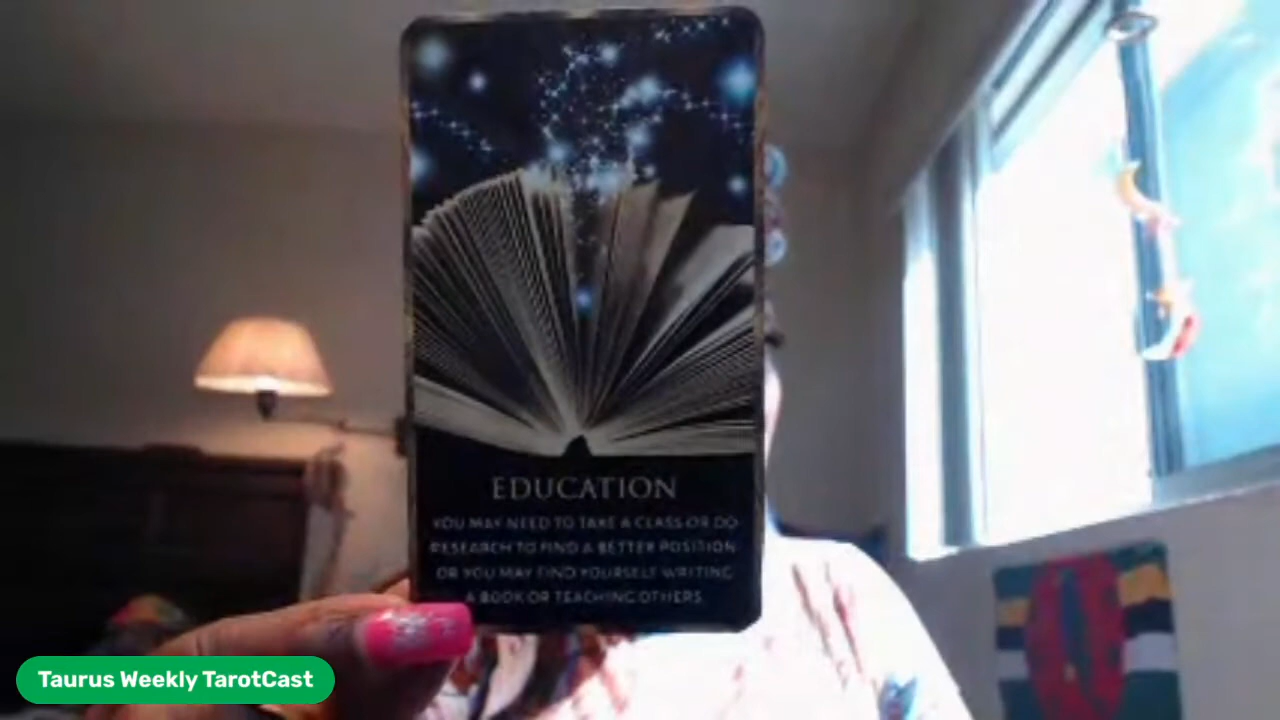 EDUCATION
YOU MAY NEED TO TAKE A CLASS OR DO
RESEARCH TO FIND A BETTER POSITION
OR YOU MAY FIND YOURSELF WRITING
A BOOK OR TEACHING OTHERS.
Taurus Weekly TarotCast